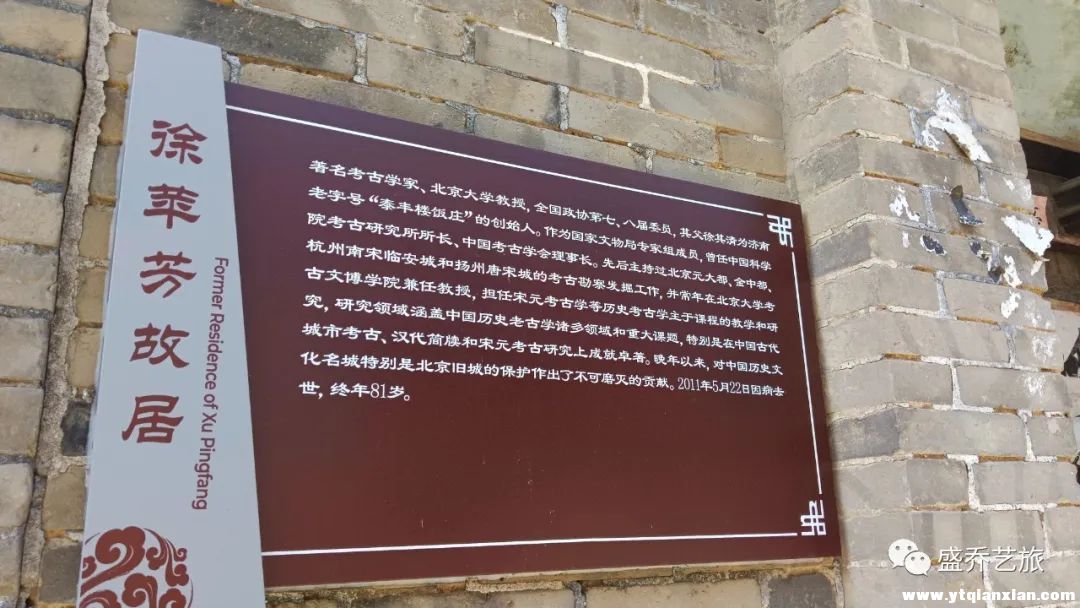 徐苹芳故居
Former Residence of Xu Pingfang
著名考古学家、北京大学教授，全国政协第七、八届委员，其父徐其清为济南
老字号“泰丰楼饭庄”的创始人。作为国家文物局专家组成员，曾任中国科学
院考古研究所所长、中国考古学会理事长。先后主持过北京元大都、金中都、
杭州南宋临安城和扬州唐宋城的考古勘察发掘工作，并常年在北京大学考
古文博学院兼任教授，担任宋元考古学等历史考古学主干课程的教学和研
究，研究领域涵盖中国历史考古学诸多领域和重大课题，特别是在中国古代
城市考古、汉代简牍和宋元考古研究上成就卓著。晚年以来，对中国历史文
化名城特别是北京旧城的保护作出了不可磨灭的贡献。2011年5月22日因病去
世，终年81岁。
盛乔艺旅
www.ytqlanxlan.com